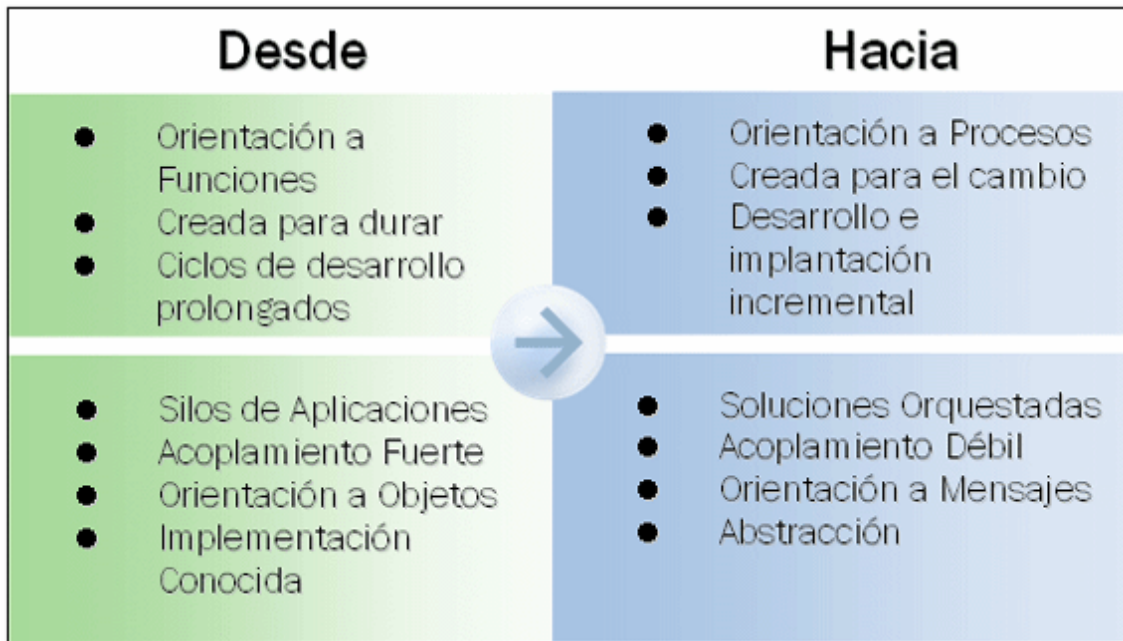 Desde
● Orientación a
Funciones
● Creada para durar
● Ciclos de desarrollo
prolongados
● Silos de Aplicaciones
● Acoplamiento Fuerte
● Orientación a Objetos
● Implementación
Conocida
Hacia
● Orientación a Procesos
● Creada para el cambio
● Desarrollo e
implantación
incremental
● Soluciones Orquestadas
● Acoplamiento Débil
● Orientación a Mensajes
● Abstracción